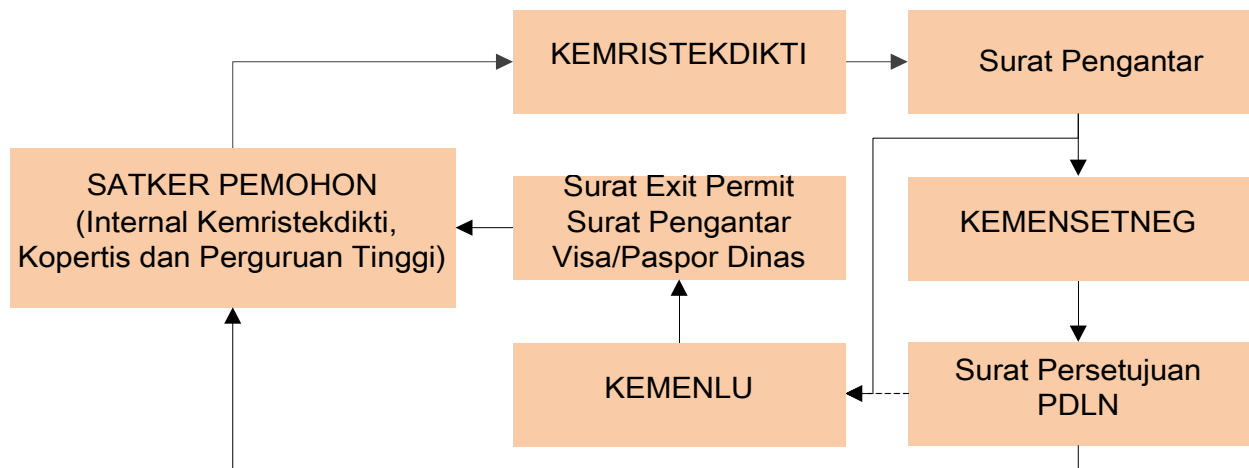 KEMRISTEKDIKTI
Surat Pengantar
SATKER PEMOHON
(Internal Kemristekdikti,
Kopertis dan Perguruan Tinggi)
Surat Exit Permit
Surat Pengantar
Visa/Paspor Dinas
KEMENSETNEG
KEMENLU
Surat Persetujuan
PDLN